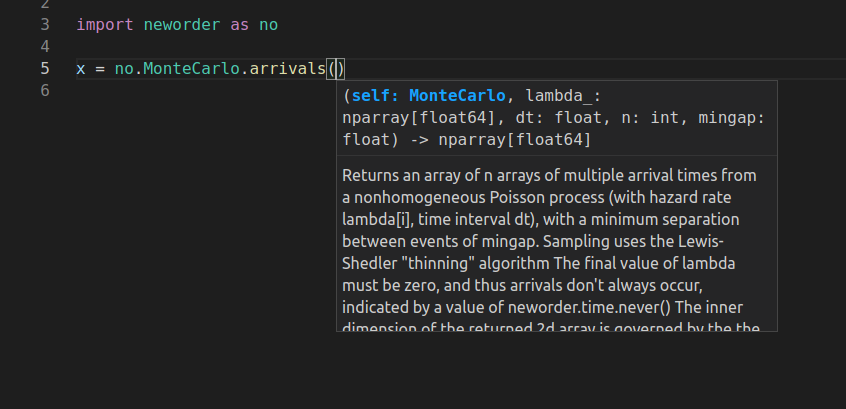 2
3 import neworder as no
4
5 x = no.MonteCarlo.arrivals()
6
(self: MonteCarlo, lambda_:
nparray[float64], dt: float, n: int, mingap:
float) -> nparray[float64]
Returns an array of n arrays of multiple arrival times from
a nonhomogeneous Poisson process (with hazard rate
lambda[i], time interval dt), with a minimum separation
between events of mingap. Sampling uses the Lewis-
Shedler "thinning" algorithm The final value of lambda
must be zero, and thus arrivals don't always occur,
indicated by a value of neworder.time.never() The inner
dimension of the returned 2d array is governed by the the